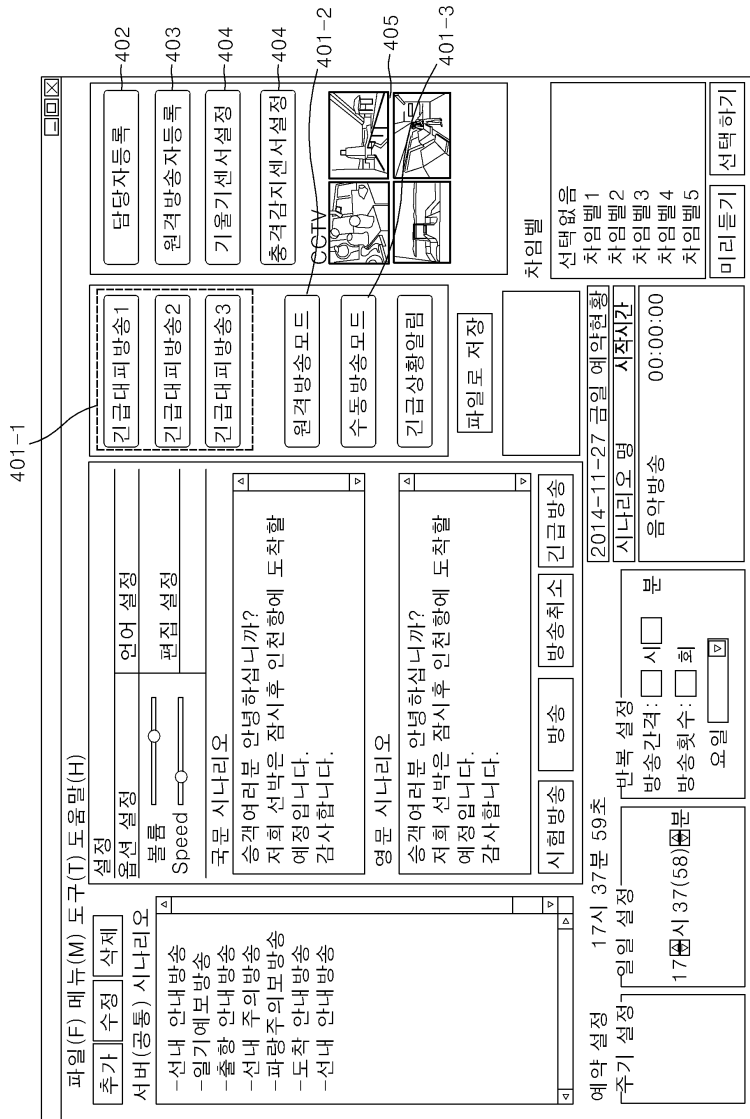 파일(F) 메뉴(M) 도구(T) 도움말(H)
추가 수정 삭제
서버(공통) 시나리오
-선내 안내방송
-일기예보방송
-출항 안내방송
-선내 주의방송
-파랑주의보방송
-도착 안내방송
-선내 안내방송
설정
옵션 설정
볼륨
Speed
언어 설정
편집 설정
국문 시나리오
승객여러분 안녕하십니까?
저희 선박은 잠시후 인천항에 도착할
예정입니다.
감사합니다.
영문 시나리오
승객여러분 안녕하십니까?
저희 선박은 잠시후 인천항에 도착할
예정입니다.
감사합니다.
시험방송 방송 방송취소 긴급방송
401-1
긴급대피방송1
긴급대피방송2
긴급대피방송3
원격방송모드
수동방송모드
긴급상황알림
파일로 저장
담당자등록
원격방송자등록
기울기센서설정
충격감지센서설정
CCTV
402
403
404
404
401-2
405
401-3
예약 설정 17시 37분 59초
주기 설정
일일 설정
17시 37(58)분
반복 설정
방송간격: 시 분
방송횟수: 회
요일
2014-11-27 금일 예약현황
시나리오 명 시작시간
음악방송 00:00:00
차임벨
선택없음
차임벨1
차임벨2
차임벨3
차임벨4
차임벨5
미리듣기 선택하기